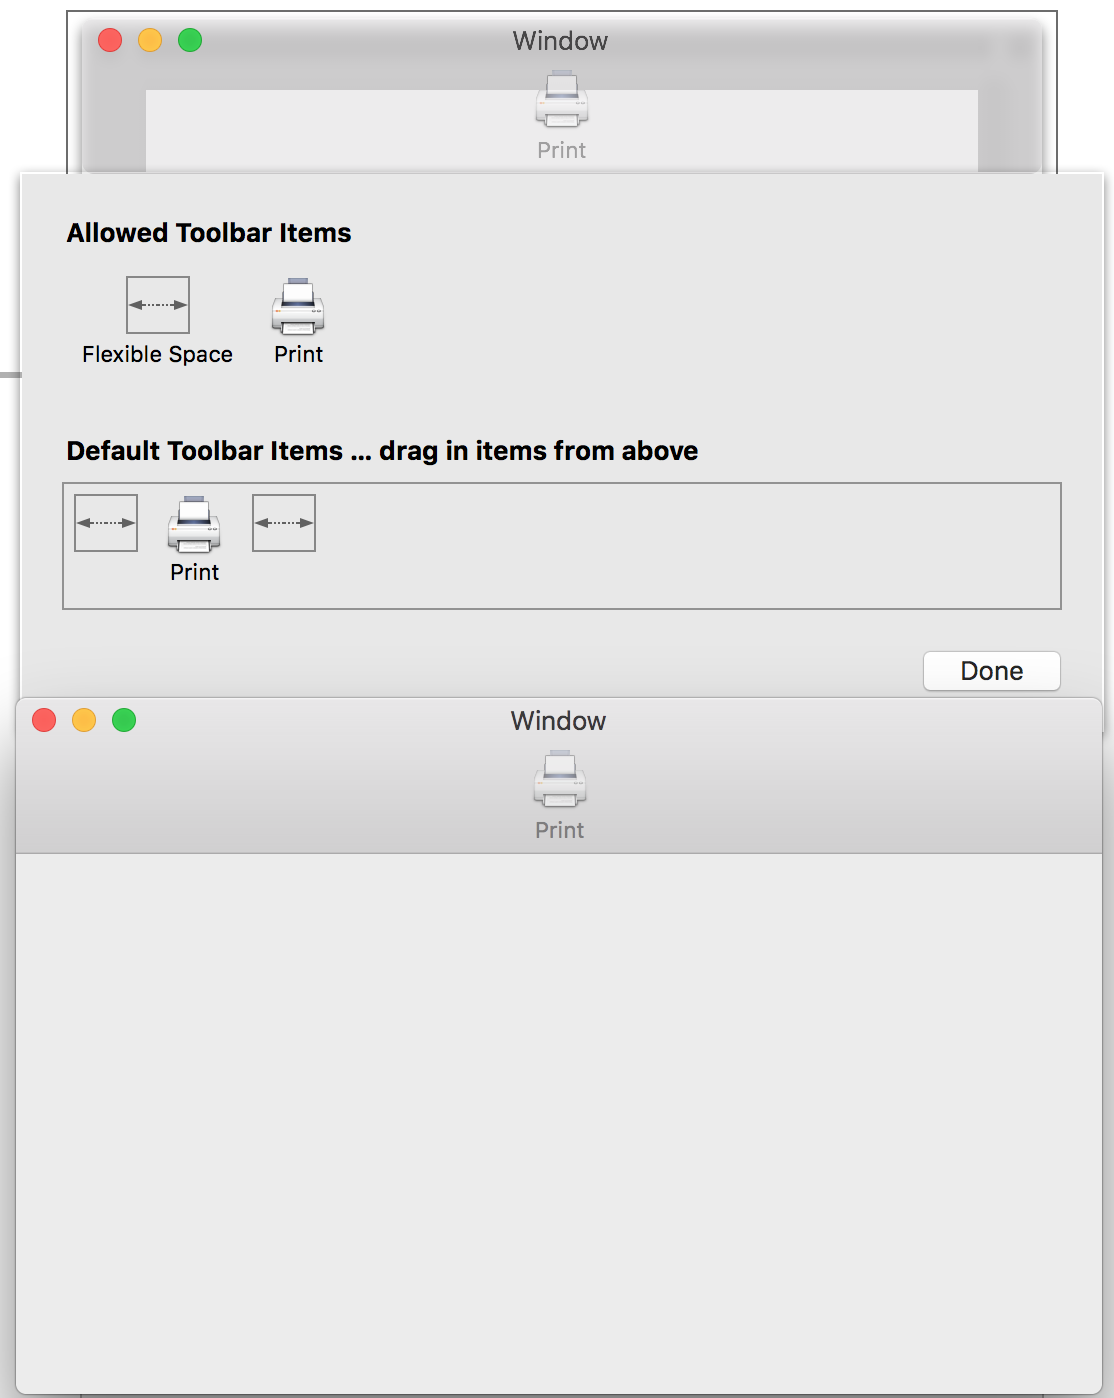 Window
Print
Allowed Toolbar Items
Flexible Space Print
Default Toolbar Items ... drag in items from above
Print
Done
Window
Print